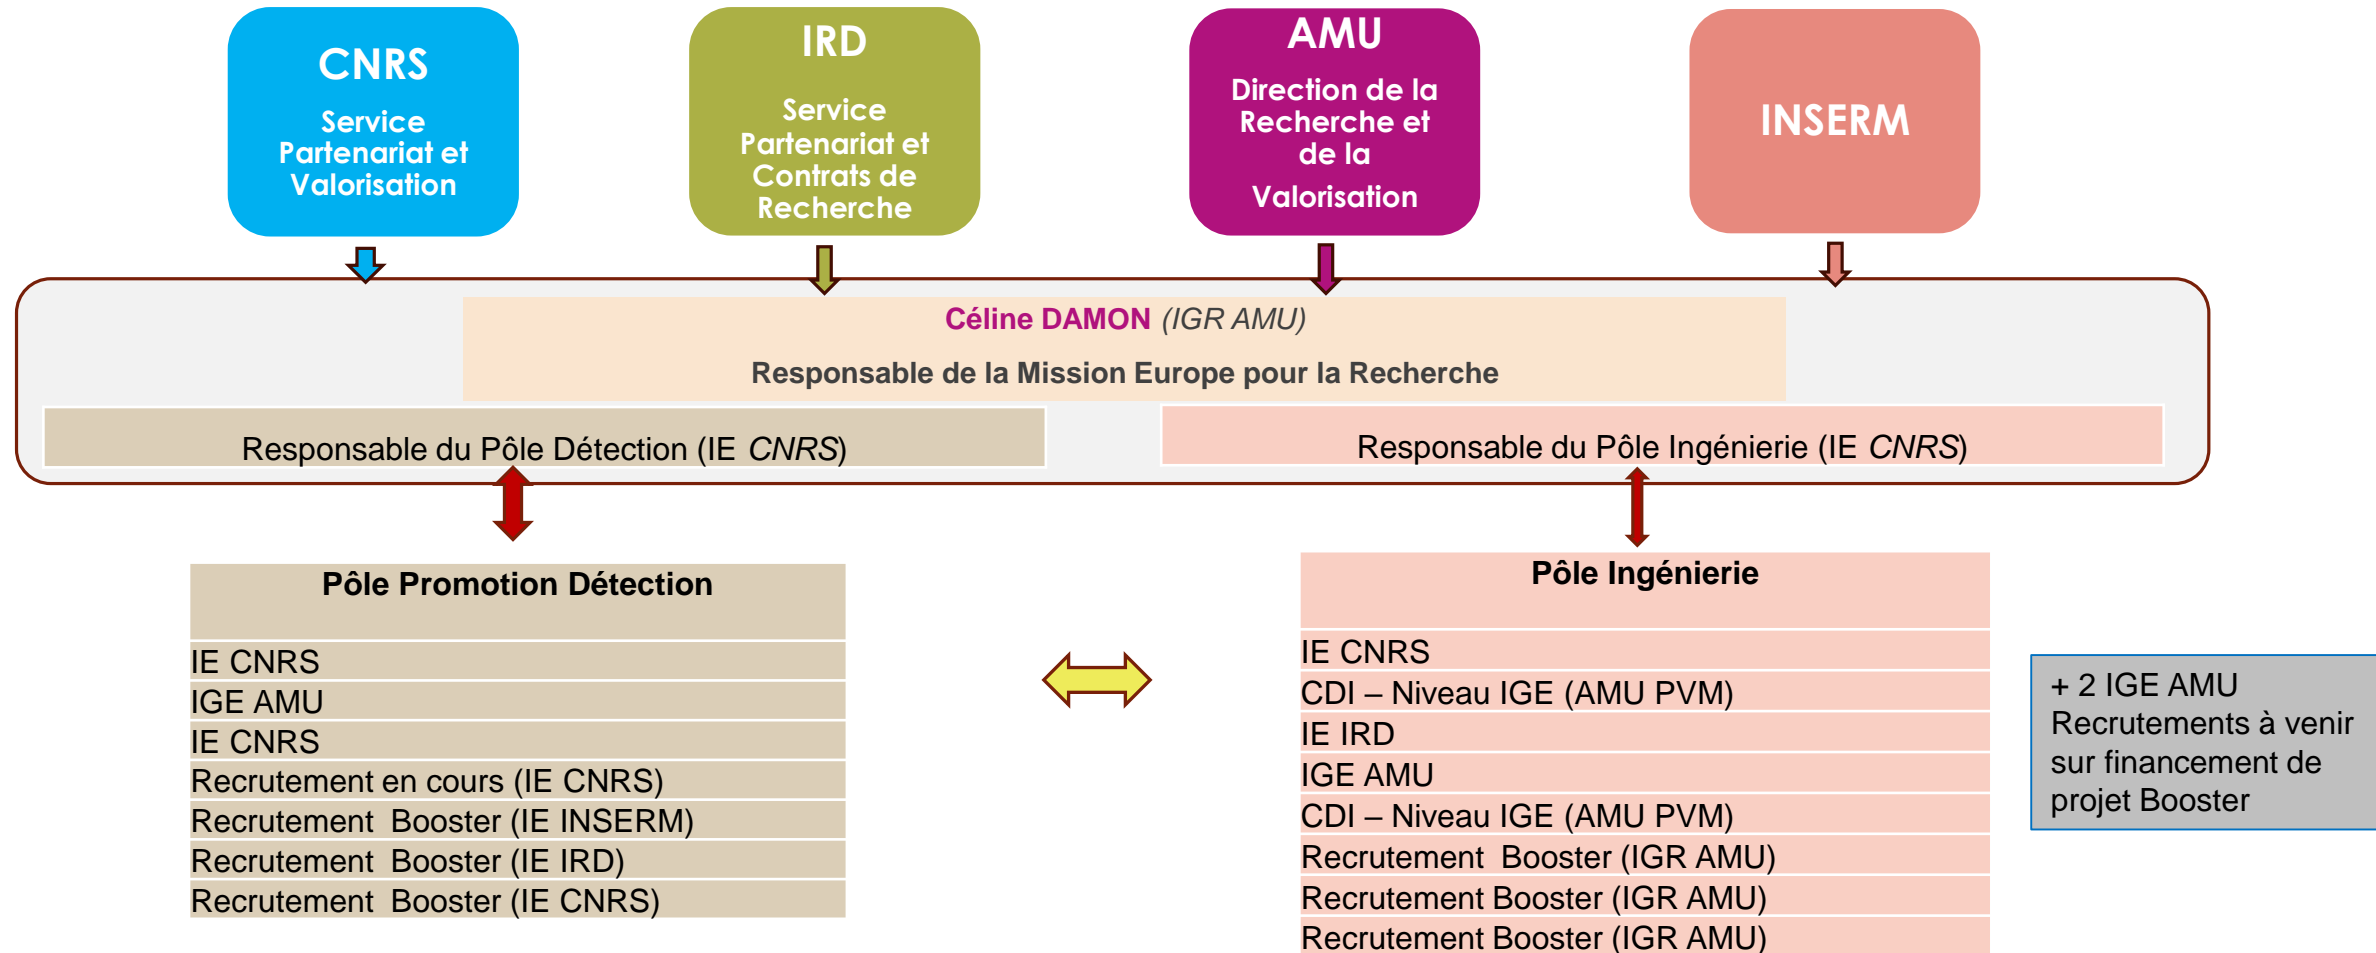 CNRS
Service
Partenariat et
Valorisation
IRD
Service
Partenariat et
Contrats de
Recherche
AMU
Direction de la
Recherche et
de la
Valorisation
INSERM
Céline DAMON (IGR AMU)
Responsable de la Mission Europe pour la Recherche
Responsable du Pôle Détection (IE CNRS)
Responsable du Pôle Ingénierie (IE CNRS)
Pôle Promotion Détection
IE CNRS
IGE AMU
IE CNRS
Recrutement en cours (IE CNRS)
Recrutement  Booster (IE INSERM)
Recrutement  Booster (IE IRD)
Recrutement  Booster (IE CNRS)
Pôle Ingénierie
IE CNRS
CDI – Niveau IGE (AMU PVM)
IE IRD
IGE AMU
CDI – Niveau IGE (AMU PVM)
Recrutement  Booster (IGR AMU)
Recrutement Booster (IGR AMU)
Recrutement Booster (IGR AMU)
+ 2 IGE AMU
Recrutements à venir
sur financement de
projet Booster